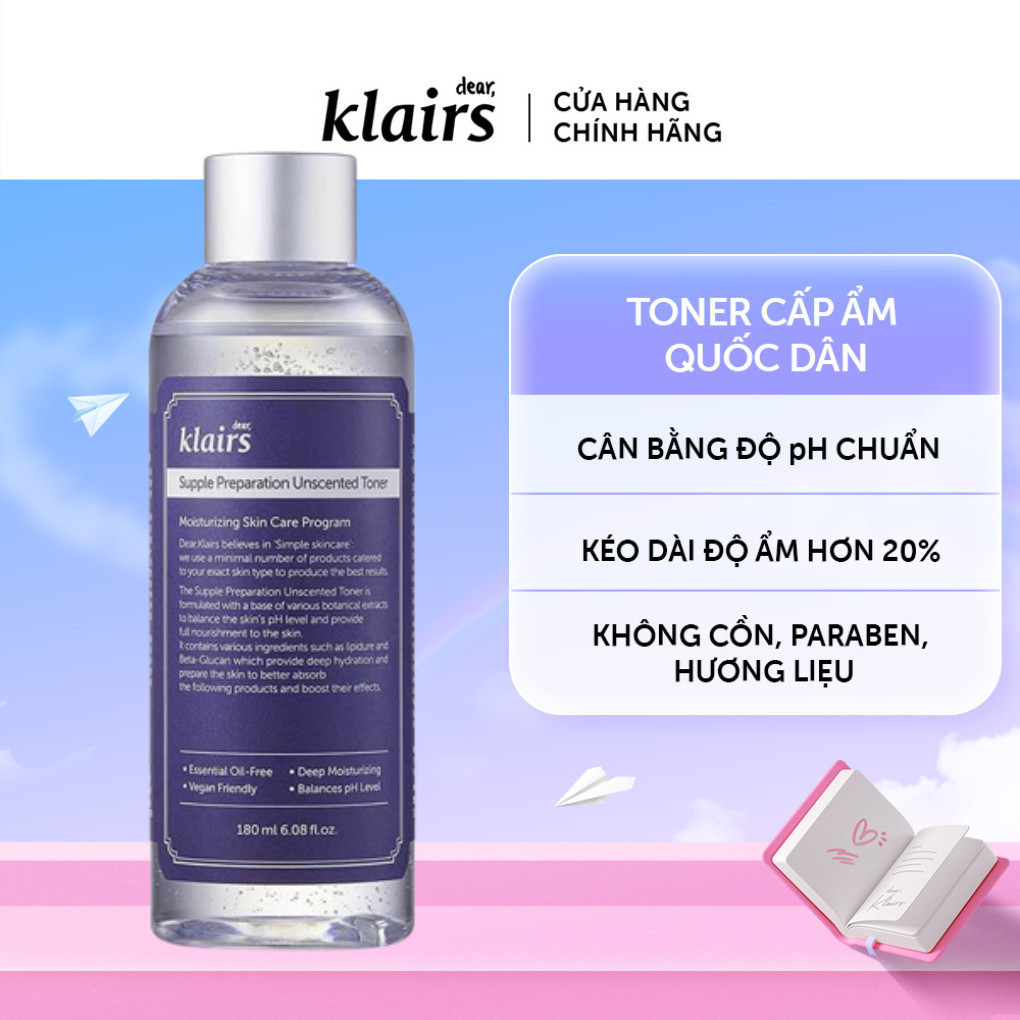 dear,
klairs
CỬA HÀNG
CHÍNH HÃNG
dear,
klairs
Supple Preparation Unscented Toner
Moisturizing Skin Care Program
Dear,Klairs believes in 'Simple skincare':
we use a minimal number of products catered
to your exact skin type to produce the best results.
The Supple Preparation Unscented Toner is
formulated with a base of various botanical extracts
to balance the skin's pH level and provide
full nourishment to the skin.
It contains various ingredients such as lipidure and
Beta-Glucan which provide deep hydration and
prepare the skin to better absorb
the following products and boost their effects.
• Essential Oil-Free • Deep Moisturizing
• Vegan Friendly • Balances pH Level
180 ml 6.08 fl.oz.
TONER CẤP ẨM
QUỐC DÂN
CÂN BẰNG ĐỘ pH CHUẨN
KÉO DÀI ĐỘ ẨM HƠN 20%
KHÔNG CỒN, PARABEN,
HƯƠNG LIỆU
dear,
Klairs